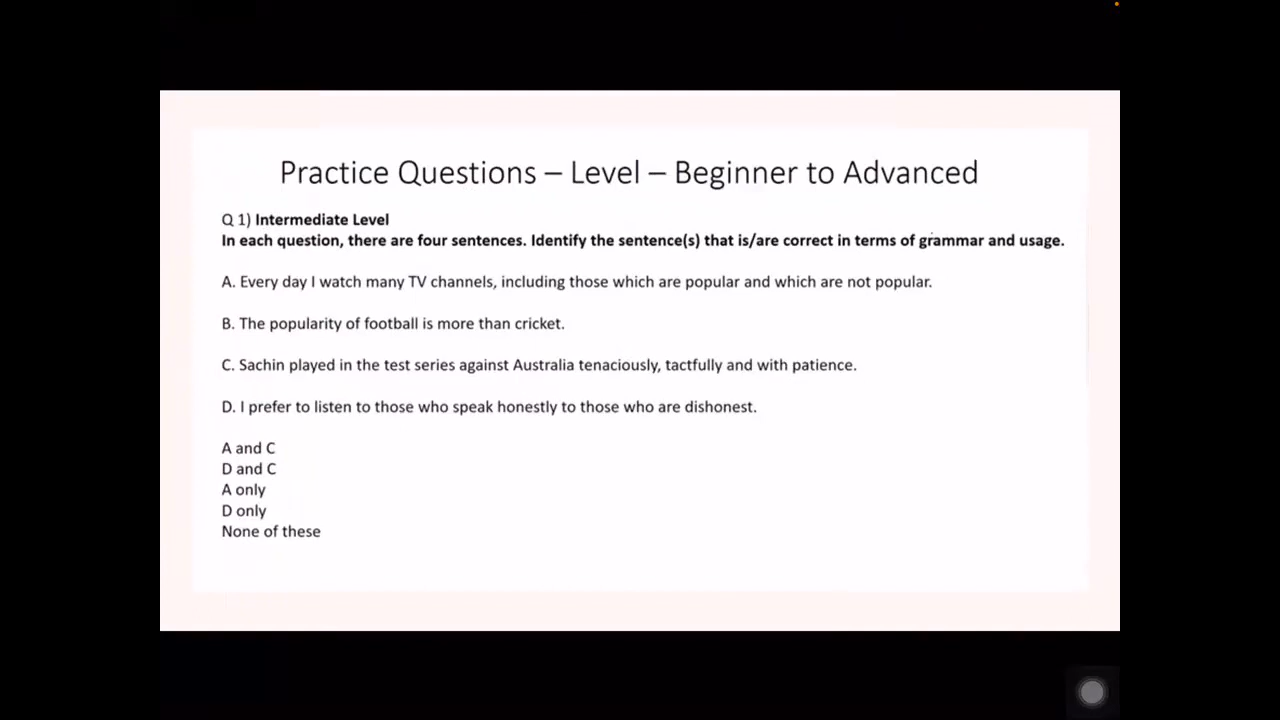 Practice Questions – Level – Beginner to Advanced
Q 1) Intermediate Level
In each question, there are four sentences. Identify the sentence(s) that is/are correct in terms of grammar and usage.
A. Every day I watch many TV channels, including those which are popular and which are not popular.
B. The popularity of football is more than cricket.
C. Sachin played in the test series against Australia tenaciously, tactfully and with patience.
D. I prefer to listen to those who speak honestly to those who are dishonest.
A and C
D and C
A only
D only
None of these